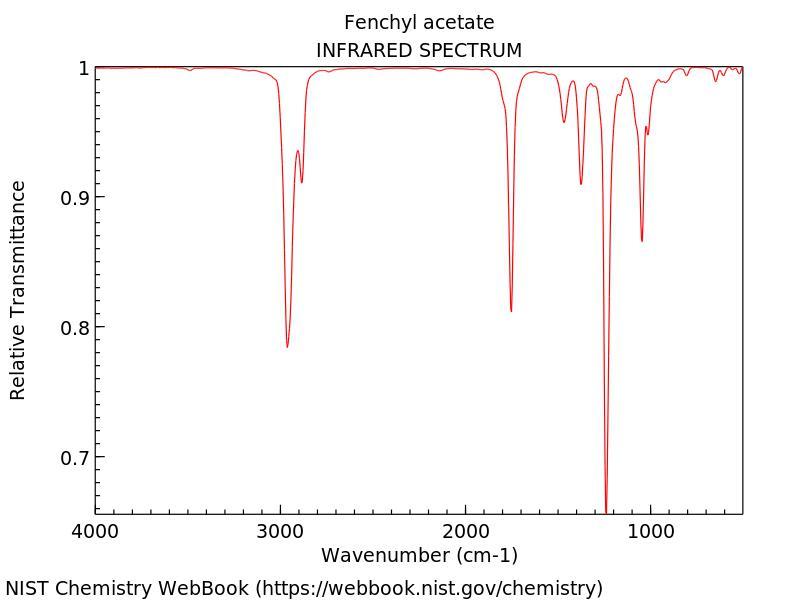 Fenchyl acetate
INFRARED SPECTRUM
1
0.9
0.8
0.7
Relative Transmittance
4000 3000 2000 1000
Wavenumber (cm-1)
NIST Chemistry WebBook (https://webbook.nist.gov/chemistry)